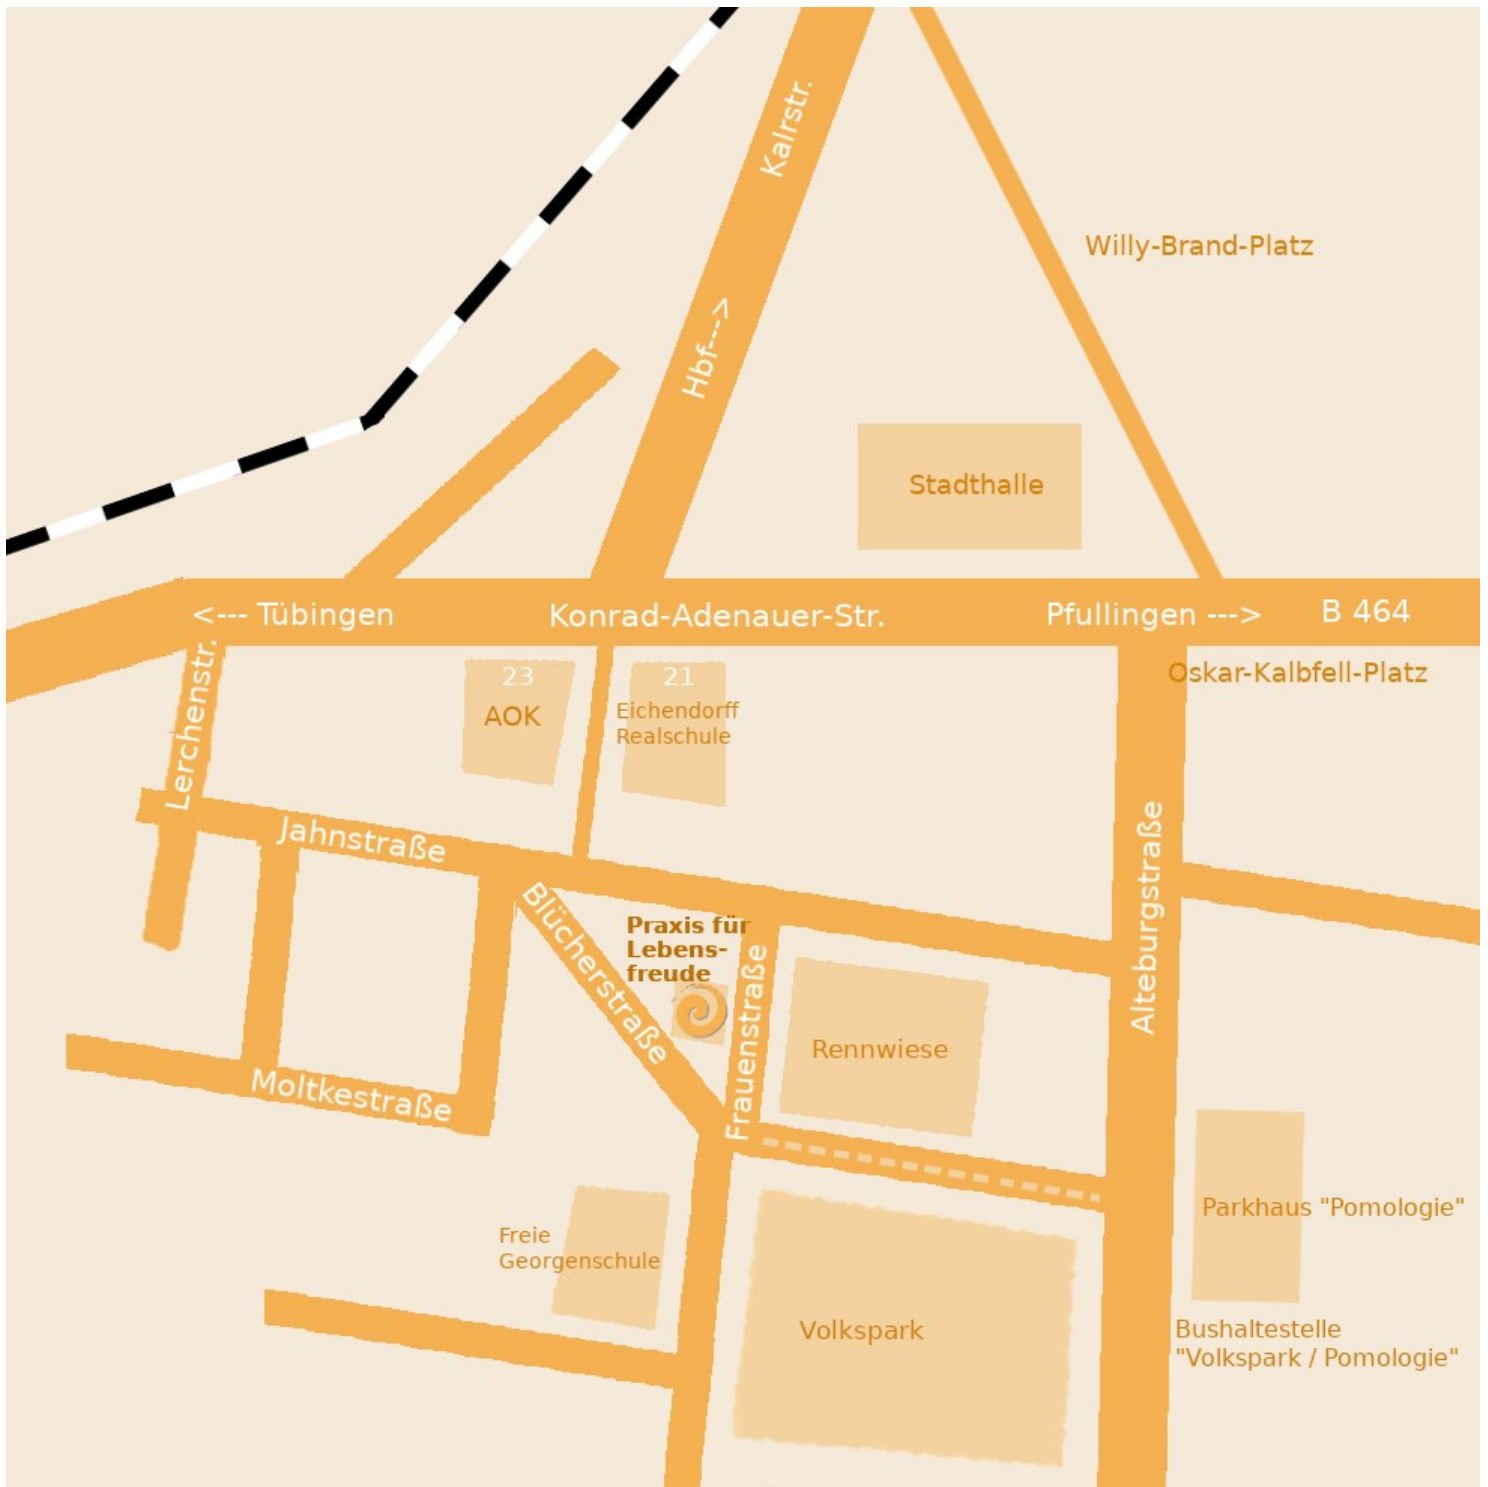 Kalrstr.
Willy-Brand-Platz
Hbf--->
Stadthalle
<--- Tübingen
Konrad-Adenauer-Str.
Pfullingen --->
B 464
Lerchenstr.
23
AOK
21
Eichendorff
Realschule
Oskar-Kalbfell-Platz
Jahnstraße
Blücherstraße
Praxis für
Lebens-
freude
Frauenstraße
Alteburgstraße
Rennwiese
Moltkestraße
Freie
Georgenschule
Parkhaus "Pomologie"
Volkspark
Bushaltestelle
"Volkspark / Pomologie"